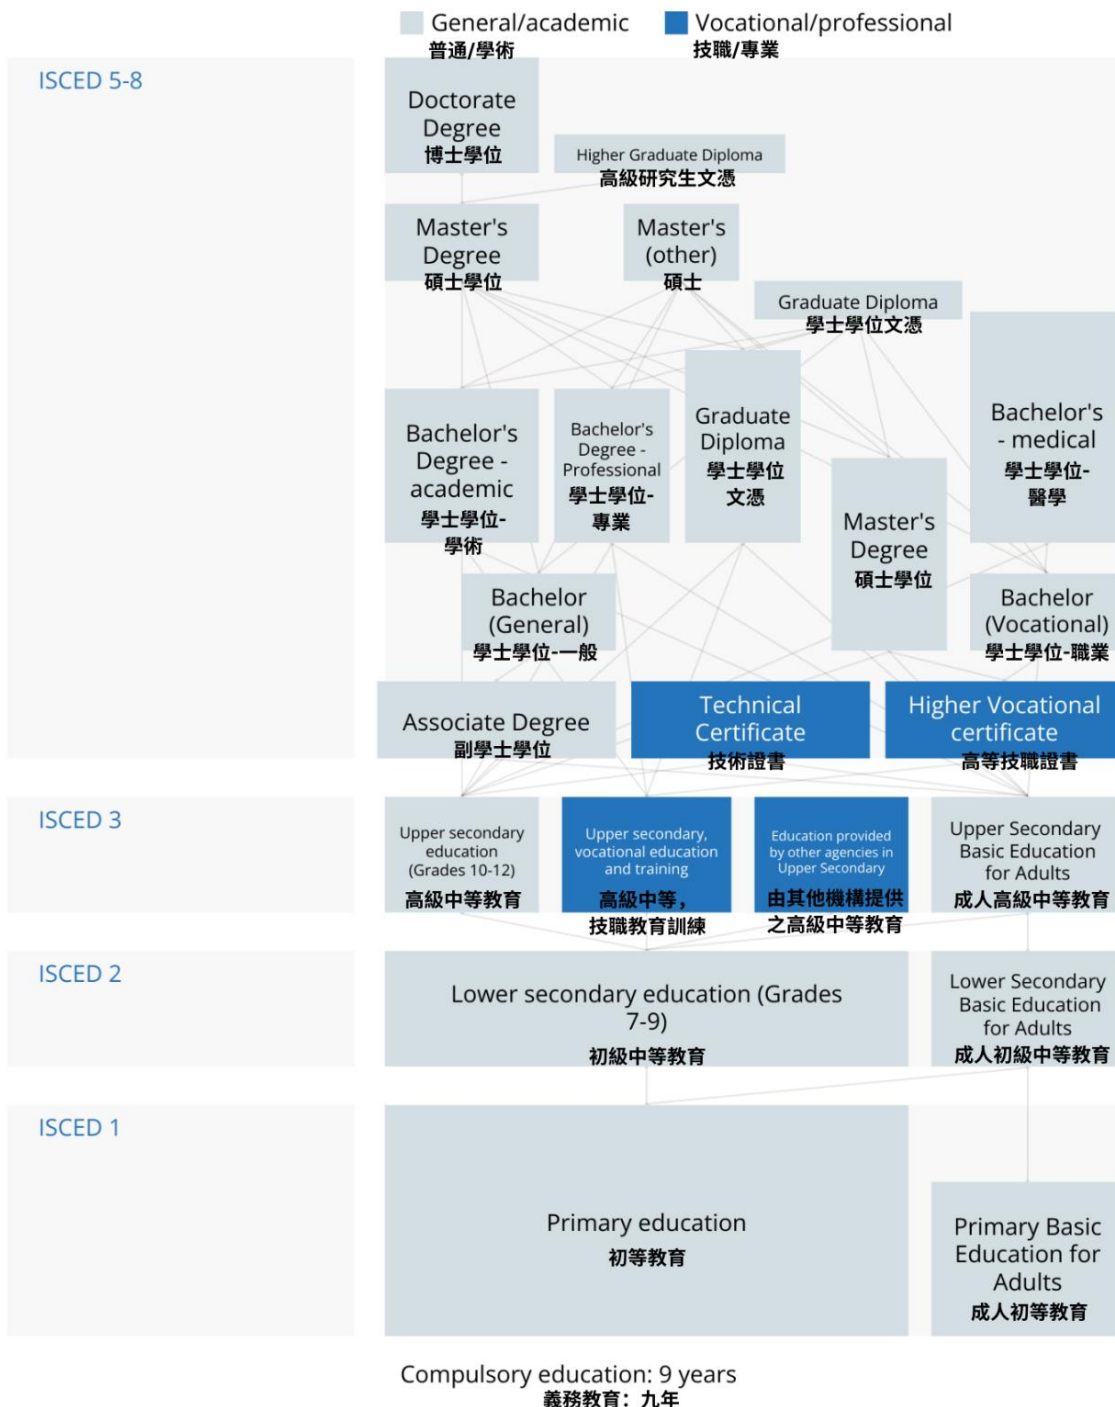 General/academic
普通/學術
Vocational/professional
技職/專業
ISCED 5-8
Doctorate
Degree
博士學位
Higher Graduate Diploma
高級研究生文憑
Master's
Degree
碩士學位
Master's
(other)
碩士
Graduate Diploma
學士學位文憑
Bachelor's
Degree -
academic
學士學位-
學術
Bachelor's
Degree -
Professional
學士學位-
專業
Graduate
Diploma
學士學位
文憑
Master's
Degree
碩士學位
Bachelor's
- medical
學士學位-
醫學
Bachelor
(General)
學士學位-一般
Bachelor
(Vocational)
學士學位-職業
Associate Degree
副學士學位
Technical
Certificate
技術證書
Higher Vocational
certificate
高等技職證書
ISCED 3
Upper secondary
education
(Grades 10-12)
高級中等教育
Upper secondary,
vocational education
and training
高級中等，
技職教育訓練
Education provided
by other agencies in
Upper Secondary
由其他機構提供
之高級中等教育
Upper Secondary
Basic Education
for Adults
成人高級中等教育
ISCED 2
Lower secondary education (Grades
7-9)
初級中等教育
Lower Secondary
Basic Education
for Adults
成人初級中等教育
ISCED 1
Primary education
初等教育
Primary Basic
Education for
Adults
成人初等教育
Compulsory education: 9 years
義務教育：九年